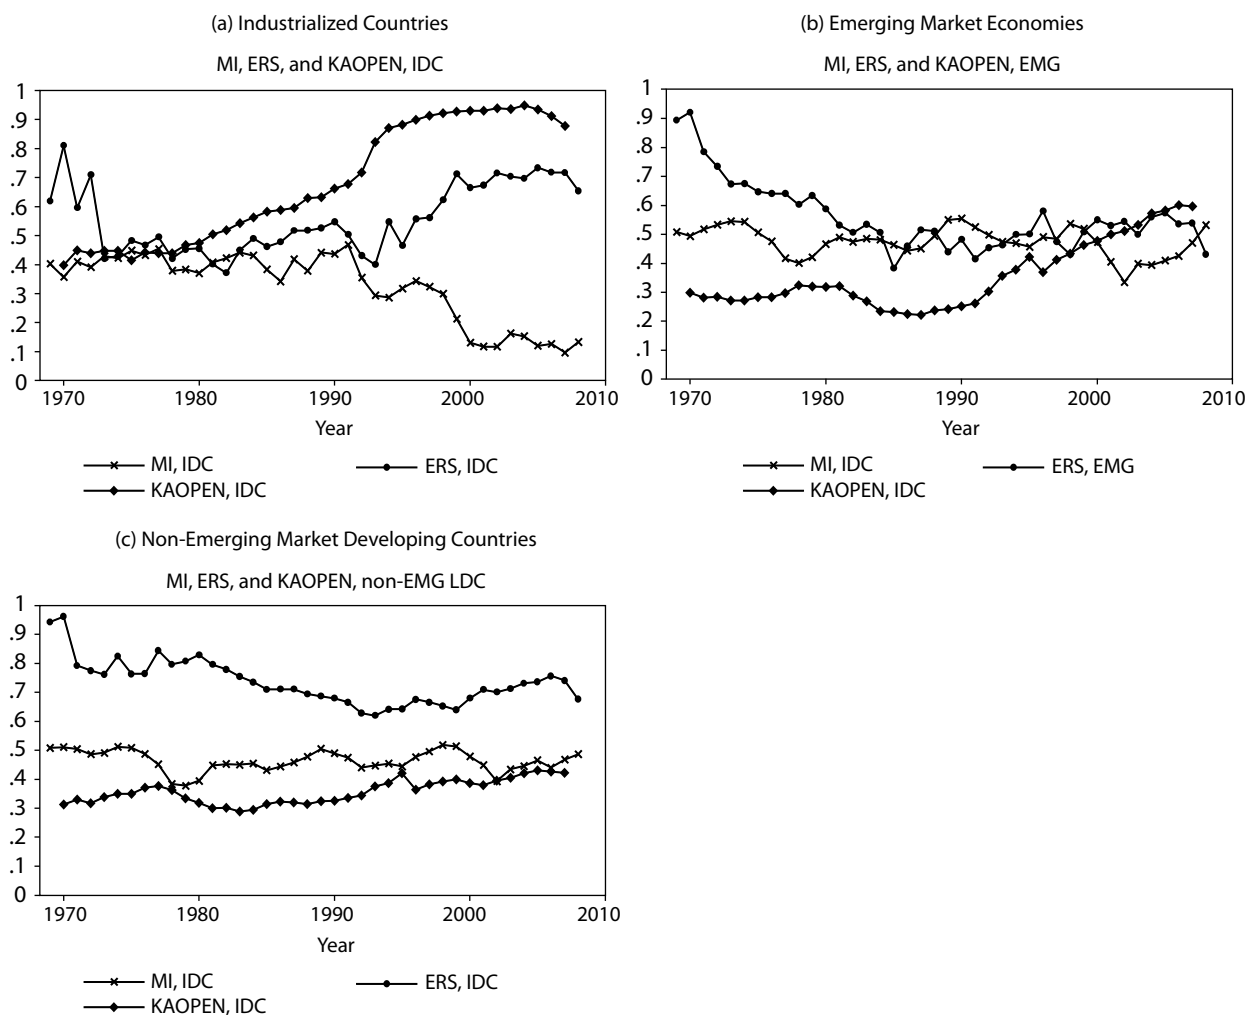 (a) Industrialized Countries
MI, ERS, and KAOPEN, IDC
1
.9
.8
.7
.6
.5
.4
.3
.2
.1
0
1970 1980 1990 2000 2010
Year
MI, IDC ERS, IDC
KAOPEN, IDC
(b) Emerging Market Economies
MI, ERS, and KAOPEN, EMG
1
.9
.8
.7
.6
.5
.4
.3
.2
.1
0
1970 1980 1990 2000 2010
Year
MI, IDC ERS, EMG
KAOPEN, IDC
(c) Non-Emerging Market Developing Countries
MI, ERS, and KAOPEN, non-EMG LDC
1
.9
.8
.7
.6
.5
.4
.3
.2
.1
0
1970 1980 1990 2000 2010
Year
MI, IDC ERS, IDC
KAOPEN, IDC